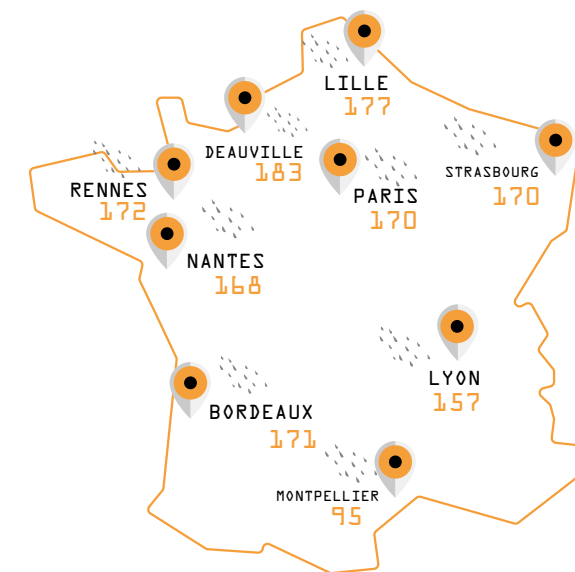 LILLE
177
DEAUVILLE
183
STRASBOURG
170
RENNES
172
PARIS
170
NANTES
168
LYON
157
BORDEAUX
171
MONTPELLIER
95